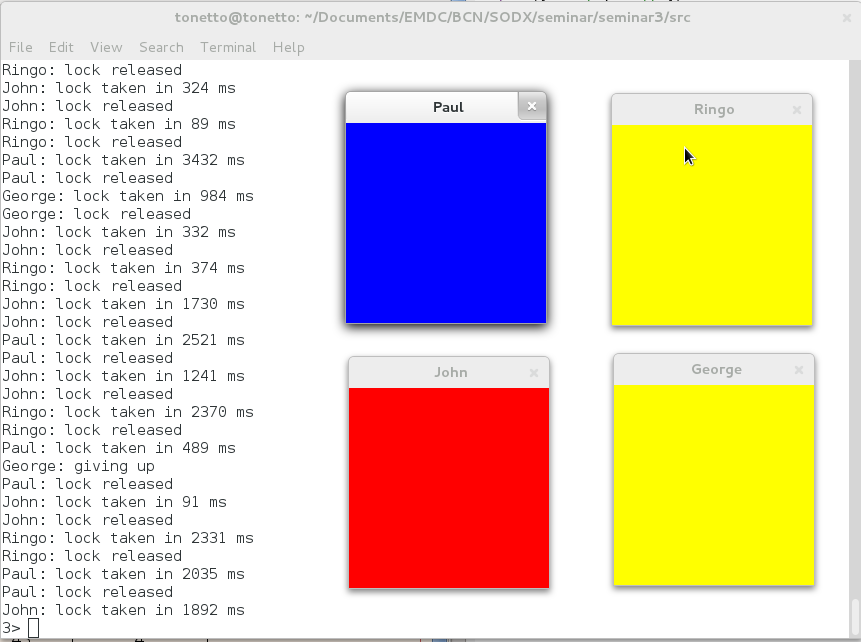 tonetto@tonetto: ~/Documents/EMDC/BCN/SODX/seminar/seminar3/src
File Edit View Search Terminal Help
Ringo: lock released
John: lock taken in 324 ms
John: lock released
Ringo: lock taken in 89 ms
Ringo: lock released
Paul: lock taken in 3432 ms
Paul: lock released
George: lock taken in 984 ms
George: lock released
John: lock taken in 332 ms
John: lock released
Ringo: lock taken in 374 ms
Ringo: lock released
John: lock taken in 1730 ms
John: lock released
Paul: lock taken in 2521 ms
Paul: lock released
John: lock taken in 1241 ms
John: lock released
Ringo: lock taken in 2370 ms
Ringo: lock released
Paul: lock taken in 489 ms
George: giving up
Paul: lock released
John: lock taken in 91 ms
John: lock released
Ringo: lock taken in 2331 ms
Ringo: lock released
Paul: lock taken in 2035 ms
Paul: lock released
John: lock taken in 1892 ms
3>
Paul
Ringo
John
George